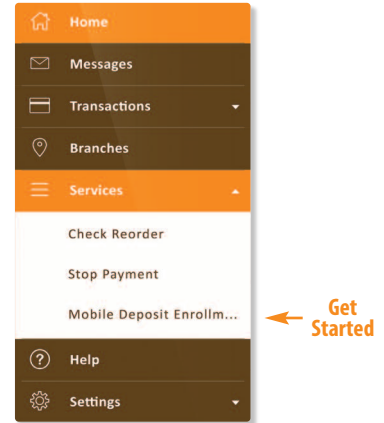 Home
Messages
Transactions
Branches
Services
Check Reorder
Stop Payment
Mobile Deposit Enrollm...
Get
Started
Help
Settings